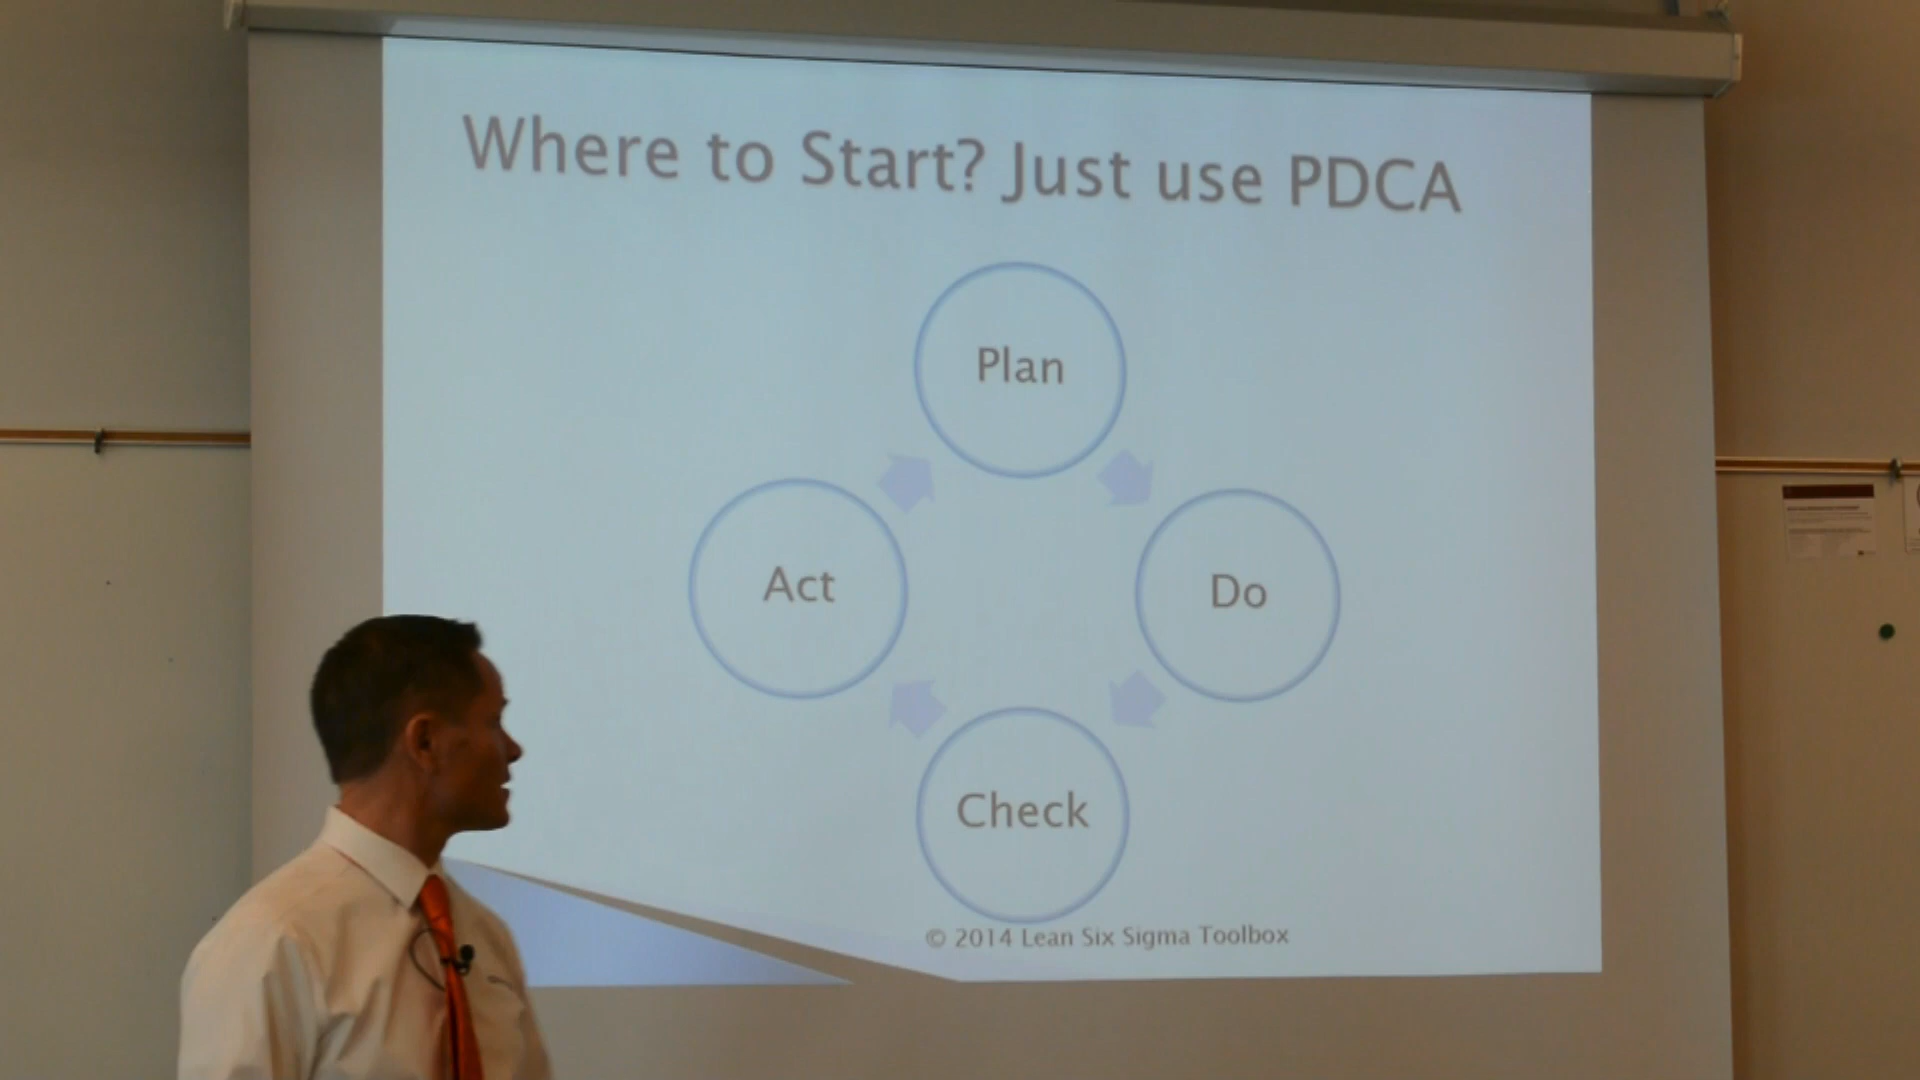 Where to Start? Just use PDCA
Plan
Act
Do
Check
© 2014 Lean Six Sigma Toolbox